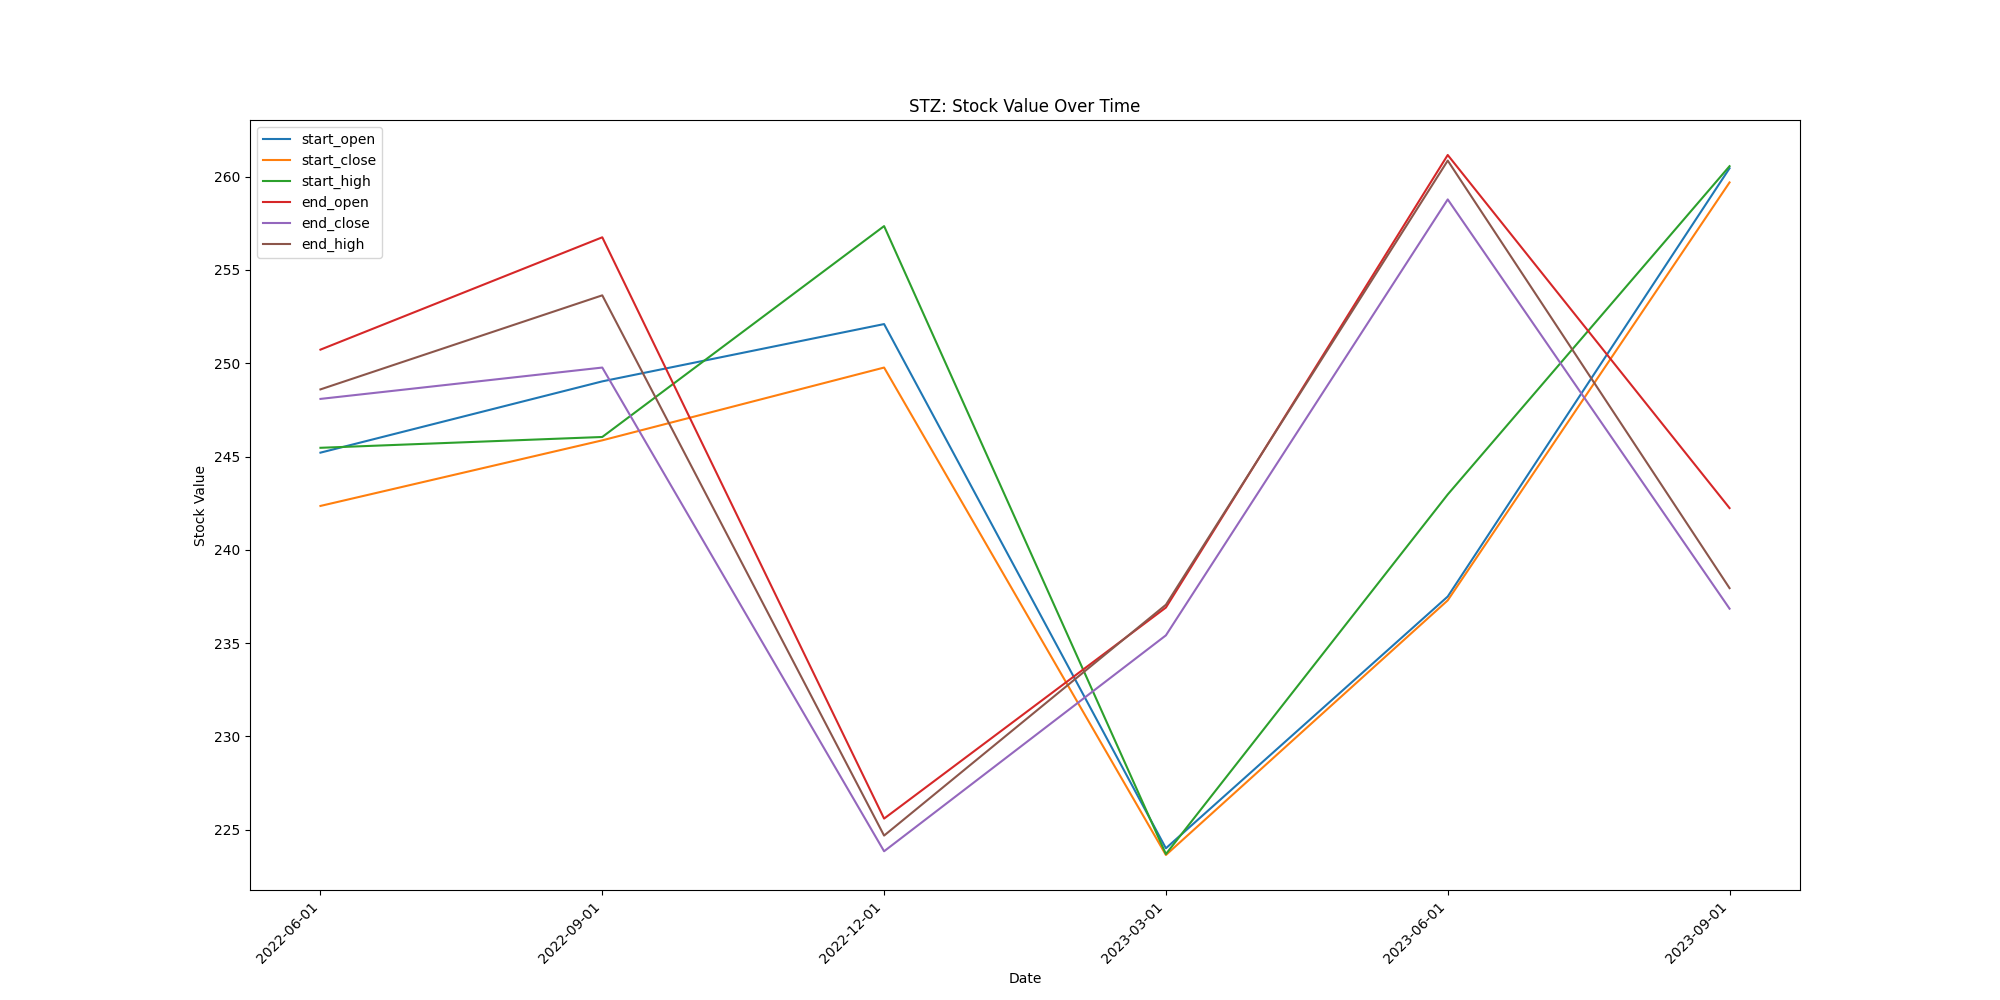 STZ: Stock Value Over Time
start_open
start_close
start_high
end_open
end_close
end_high
260
255
250
245
240
235
230
225
Stock Value
2022-06-01
2022-09-01
2022-12-01
2023-03-01
2023-06-01
2023-09-01
Date